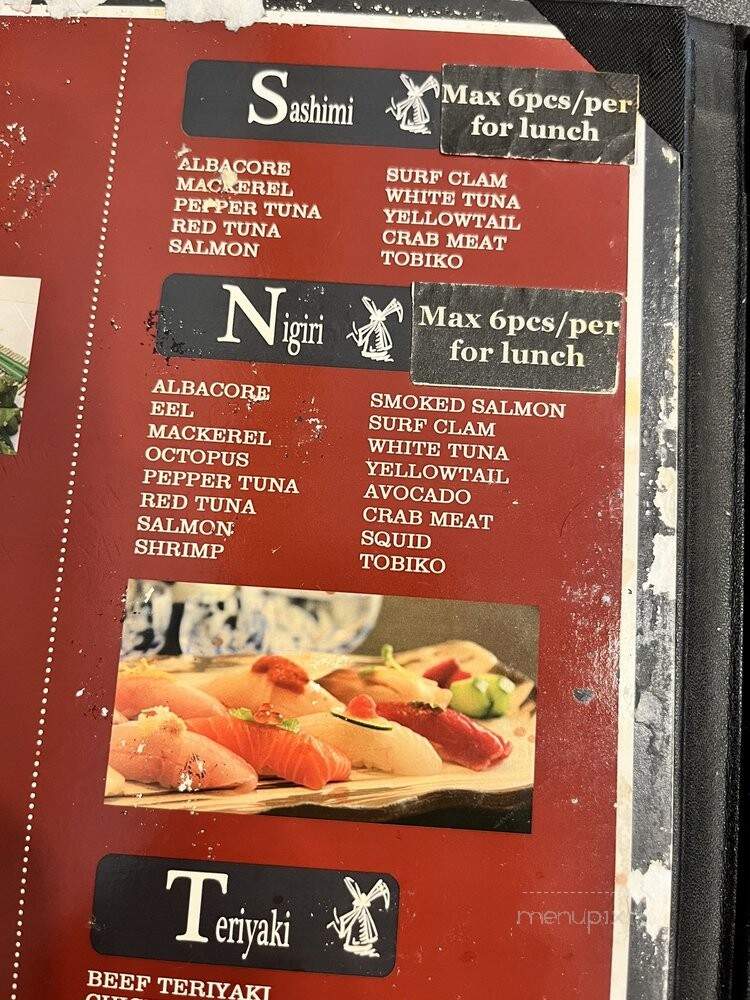 Sashimi
Max 6pcs/per
for lunch
ALBACORE
MACKEREL
PEPPER TUNA
RED TUNA
SALMON
SURF CLAM
WHITE TUNA
YELLOWTAIL
CRAB MEAT
TOBIKO
Nigiri
Max 6pcs/per
for lunch
ALBACORE
EEL
MACKEREL
OCTOPUS
PEPPER TUNA
RED TUNA
SALMON
SHRIMP
SMOKED SALMON
SURF CLAM
WHITE TUNA
YELLOWTAIL
AVOCADO
CRAB MEAT
SQUID
TOBIKO
menupix
Teriyaki
BEEF TERIYAKI